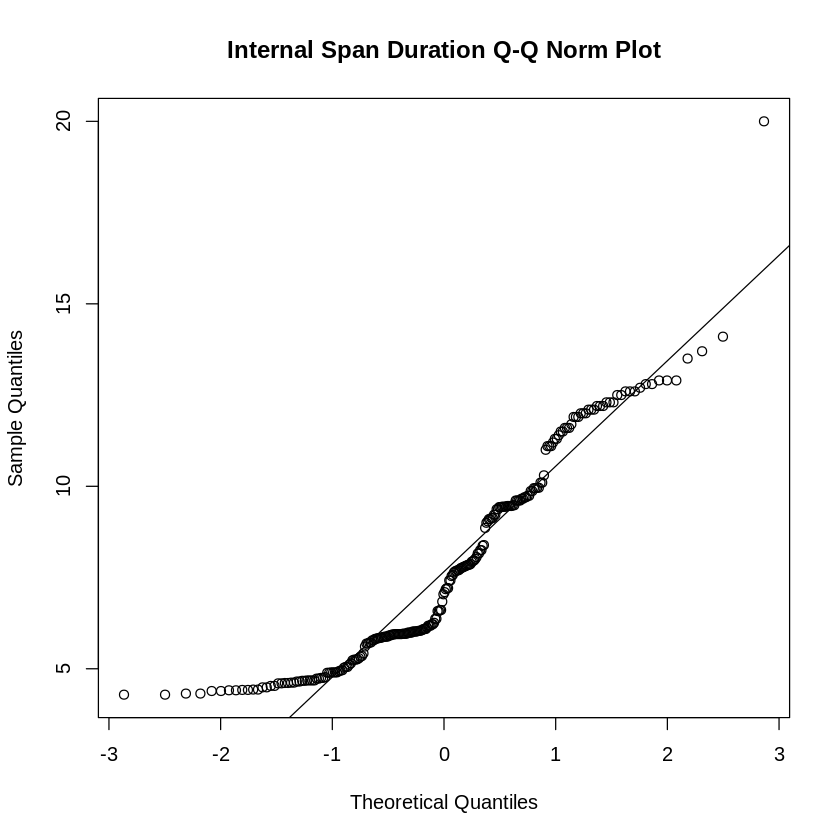 Internal Span Duration Q-Q Norm Plot
20
15
10
5
Sample Quantiles
-3 -2 -1 0 1 2 3
Theoretical Quantiles